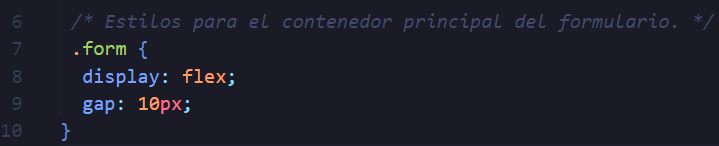 6 /* Estilos para el contenedor principal del formulario. */
7 .form {
8 display: flex;
9 gap: 10px;
10 }